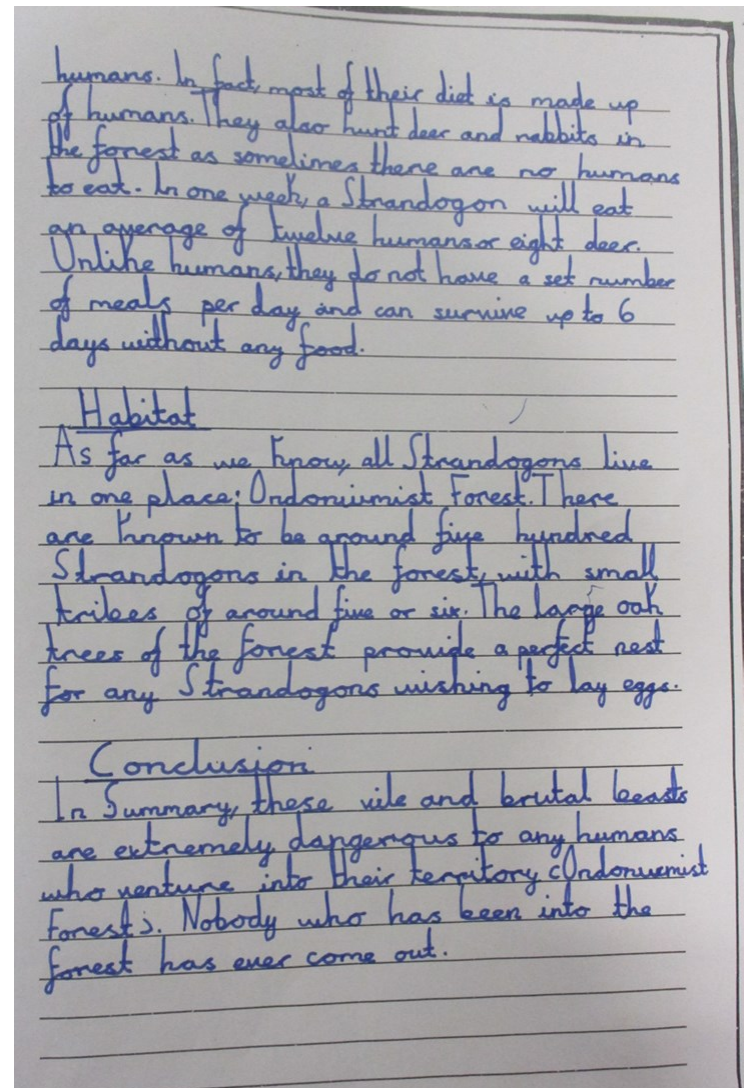 humans. In fact, most of their diet is made up
of humans. They also hunt deer and rabbits in
the forest as sometimes there are no humans
to eat. In one week, a Strandogon will eat
an average of twelve humans or eight deer.
Unlike humans, they do not have a set number
of meals per day and can survive up to 6
days without any food.
Habitat
As far as we know, all Strandogons live
in one place; Ondoniumist Forest. There
are known to be around five hundred
Strandogons in the forest, with small
tribes of around five or six. The large oak
trees of the forest provide a perfect nest
for any Strandogons wishing to lay eggs.
Conclusion
In Summary, these vile and brutal beasts
are extremely dangerous to any humans
who venture into their territory (Ondonuemist
Forest). Nobody who has been into the
forest has ever come out.